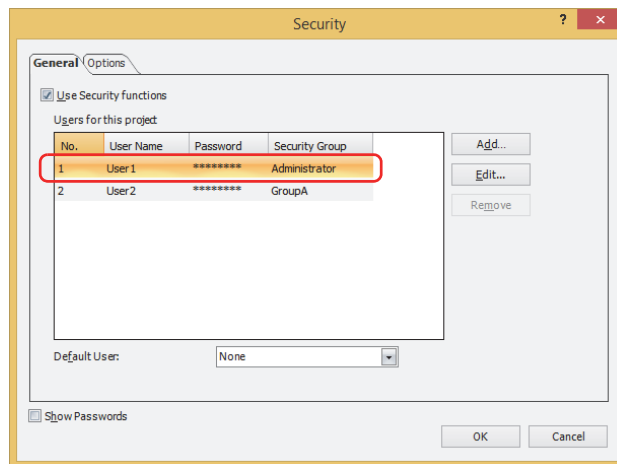 Security
?
×
General
Options
Use Security functions
Users for this project
No. User Name Password Security Group
1 User1 ******** Administrator
2 User2 ******** GroupA
Add...
Edit...
Remove
Default User: None
Show Passwords
OK
Cancel